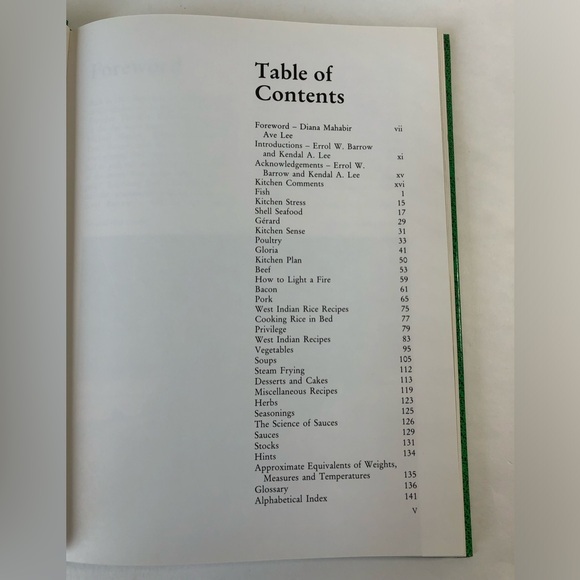 Table of
Contents
Foreword – Diana Mahabir vii
Ave Lee
Introductions – Errol W. Barrow
and Kendal A. Lee xi
Acknowledgements – Errol W.
Barrow and Kendal A. Lee xv
Kitchen Comments xvi
Fish 1
Kitchen Stress 15
Shell Seafood 17
Gérard 29
Kitchen Sense 31
Poultry 33
Gloria 41
Kitchen Plan 50
Beef 53
How to Light a Fire 59
Bacon 61
Pork 65
West Indian Rice Recipes 75
Cooking Rice in Bed 77
Privilege 79
West Indian Recipes 83
Vegetables 95
Soups 105
Steam Frying 112
Desserts and Cakes 113
Miscellaneous Recipes 119
Herbs 123
Seasonings 125
The Science of Sauces 126
Sauces 129
Stocks 131
Hints 134
Approximate Equivalents of Weights,
Measures and Temperatures 135
Glossary 136
Alphabetical Index 141
V